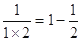 1/(1×2) = 1 − 1/2